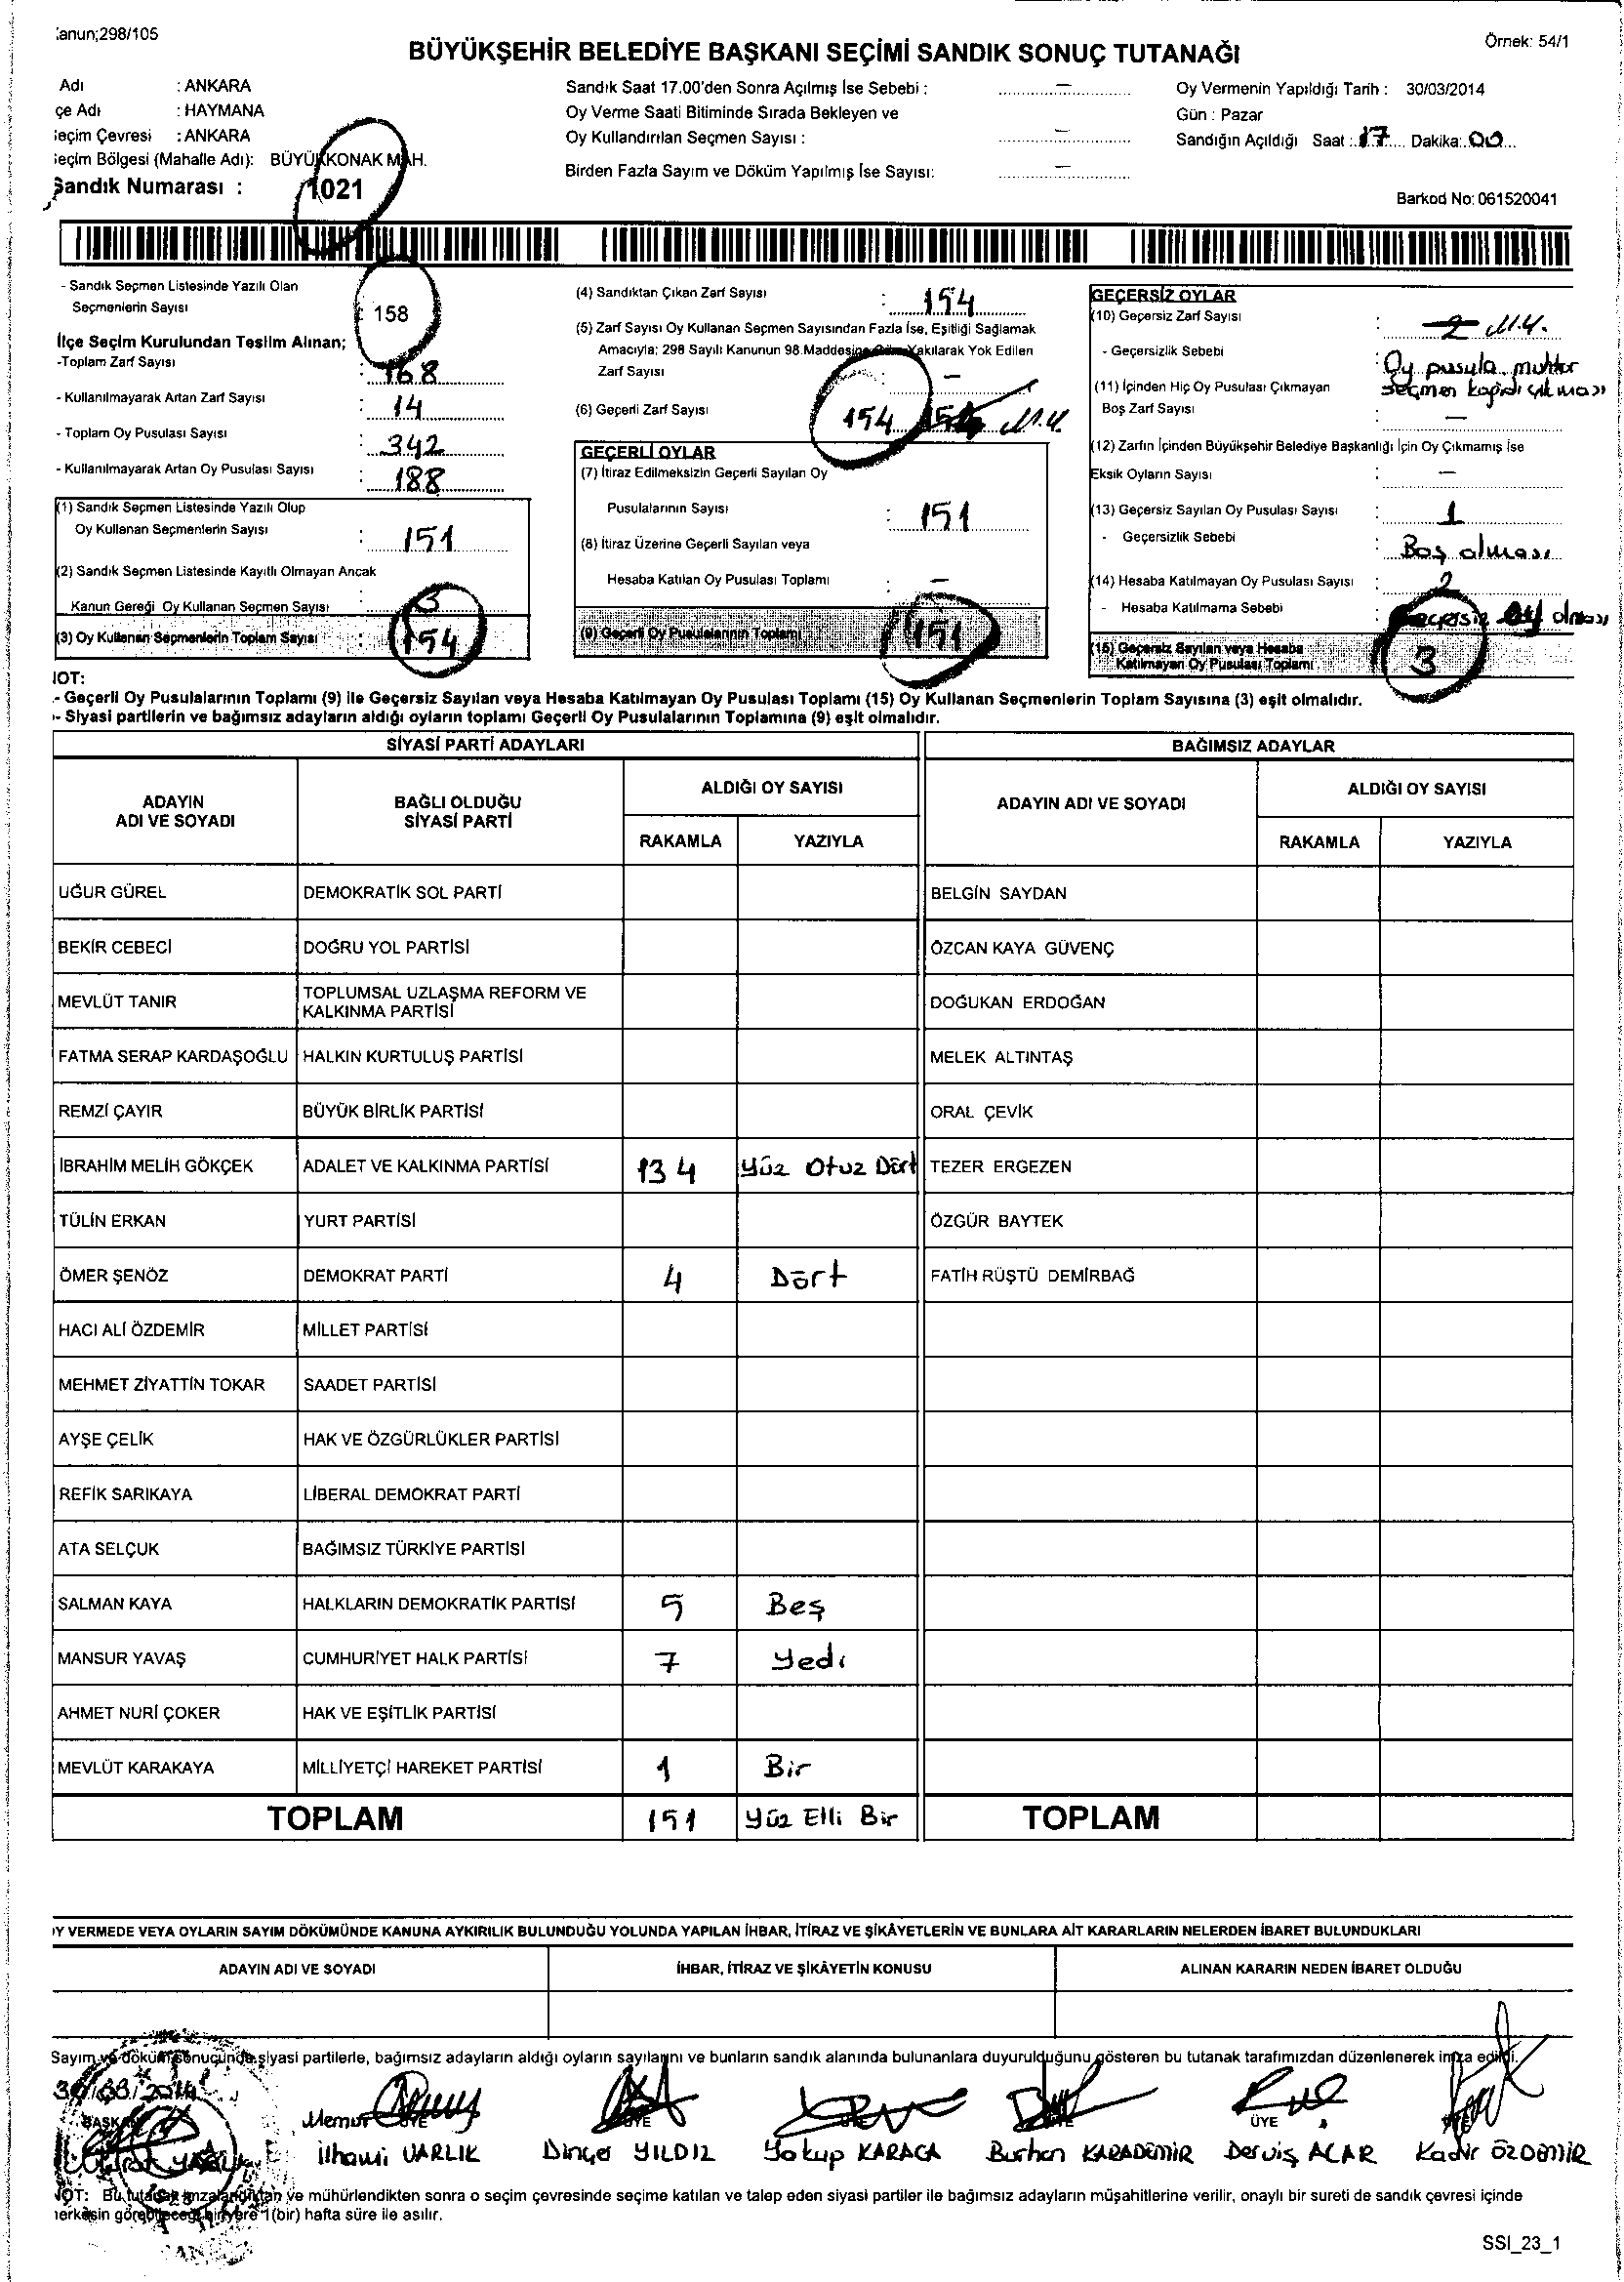 anun;298/105
Örnek: 54/1
BÜYÜKŞEHİR BELEDİYE BAŞKANI SEÇİMİ SANDIK SONUÇ TUTANAĞI
Adı : ANKARA
çe Adı : HAYMANA
eçim Çevresi : ANKARA
eçim Bölgesi (Mahalle Adı): BÜYÜKKONAK MAH.
Sandık Numarası : 1021
Sandık Saat 17.00'den Sonra Açılmış İse Sebebi : –
Oy Verme Saati Bitiminde Sırada Bekleyen ve
Oy Kullandırılan Seçmen Sayısı : –
Birden Fazla Sayım ve Döküm Yapılmış İse Sayısı: –
Oy Vermenin Yapıldığı Tarih : 30/03/2014
Gün : Pazar
Sandığın Açıldığı Saat : 17 Dakika: 00
Barkod No: 061520041
- Sandık Seçmen Listesinde Yazılı Olan
Seçmenlerin Sayısı : 158
İlçe Seçim Kurulundan Teslim Alınan;
-Toplam Zarf Sayısı : 168
- Kullanılmayarak Artan Zarf Sayısı : 14
- Toplam Oy Pusulası Sayısı : 342
- Kullanılmayarak Artan Oy Pusulası Sayısı : 188
(1) Sandık Seçmen Listesinde Yazılı Olup
Oy Kullanan Seçmenlerin Sayısı : 151
(2) Sandık Seçmen Listesinde Kayıtlı Olmayan Ancak
Kanun Gereği Oy Kullanan Seçmen Sayısı : 3
(3) Oy Kullanan Seçmenlerin Toplam Sayısı : 154
(4) Sandıktan Çıkan Zarf Sayısı : 154
(5) Zarf Sayısı Oy Kullanan Seçmen Sayısından Fazla İse, Eşitliği Sağlamak
Amacıyla; 298 Sayılı Kanunun 98.Maddesine Göre Yakılarak Yok Edilen
Zarf Sayısı : –
(6) Geçerli Zarf Sayısı : 154 M.Y.
GEÇERLİ OYLAR
(7) İtiraz Edilmeksizin Geçerli Sayılan Oy
Pusulalarının Sayısı : 151
(8) İtiraz Üzerine Geçerli Sayılan veya
Hesaba Katılan Oy Pusulası Toplamı : –
(9) Geçerli Oy Pusulalarının Toplamı : 151
GEÇERSİZ OYLAR
(10) Geçersiz Zarf Sayısı : 2 M.Y.
- Geçersizlik Sebebi : Oy pusula muhtar
seçmen kağıdı çıkması
(11) İçinden Hiç Oy Pusulası Çıkmayan
Boş Zarf Sayısı : –
(12) Zarfın İçinden Büyükşehir Belediye Başkanlığı İçin Oy Çıkmamış İse
Eksik Oyların Sayısı : –
(13) Geçersiz Sayılan Oy Pusulası Sayısı : 1
- Geçersizlik Sebebi : Boş olması
(14) Hesaba Katılmayan Oy Pusulası Sayısı : 2
- Hesaba Katılmama Sebebi : Geçersiz oy olması
(15) Geçersiz Sayılan veya Hesaba
Katılmayan Oy Pusulası Toplamı : 3
NOT:
- Geçerli Oy Pusulalarının Toplamı (9) ile Geçersiz Sayılan veya Hesaba Katılmayan Oy Pusulası Toplamı (15) Oy Kullanan Seçmenlerin Toplam Sayısına (3) eşit olmalıdır.
- Siyasi partilerin ve bağımsız adayların aldığı oyların toplamı Geçerli Oy Pusulalarının Toplamına (9) eşit olmalıdır.
SİYASİ PARTİ ADAYLARI BAĞIMSIZ ADAYLAR
ADAYIN ADI VE SOYADI BAĞLI OLDUĞU SİYASİ PARTİ ALDIĞI OY SAYISI ADAYIN ADI VE SOYADI ALDIĞI OY SAYISI
RAKAMLA YAZIYLA RAKAMLA YAZIYLA
UĞUR GÜREL DEMOKRATİK SOL PARTİ BELGİN SAYDAN
BEKİR CEBECİ DOĞRU YOL PARTİSİ ÖZCAN KAYA GÜVENÇ
MEVLÜT TANIR TOPLUMSAL UZLAŞMA REFORM VE KALKINMA PARTİSİ DOĞUKAN ERDOĞAN
FATMA SERAP KARDAŞOĞLU HALKIN KURTULUŞ PARTİSİ MELEK ALTINTAŞ
REMZİ ÇAYIR BÜYÜK BİRLİK PARTİSİ ORAL ÇEVİK
İBRAHİM MELİH GÖKÇEK ADALET VE KALKINMA PARTİSİ 134 Yüz Otuz Dört TEZER ERGEZEN
TÜLİN ERKAN YURT PARTİSİ ÖZGÜR BAYTEK
ÖMER ŞENÖZ DEMOKRAT PARTİ 4 Dört FATİH RÜŞTÜ DEMİRBAĞ
HACI ALİ ÖZDEMİR MİLLET PARTİSİ
MEHMET ZİYATTİN TOKAR SAADET PARTİSİ
AYŞE ÇELİK HAK VE ÖZGÜRLÜKLER PARTİSİ
REFİK SARIKAYA LİBERAL DEMOKRAT PARTİ
ATA SELÇUK BAĞIMSIZ TÜRKİYE PARTİSİ
SALMAN KAYA HALKLARIN DEMOKRATİK PARTİSİ 5 Beş
MANSUR YAVAŞ CUMHURİYET HALK PARTİSİ 7 Yedi
AHMET NURİ ÇOKER HAK VE EŞİTLİK PARTİSİ
MEVLÜT KARAKAYA MİLLİYETÇİ HAREKET PARTİSİ 1 Bir
TOPLAM 151 Yüz Elli Bir TOPLAM
Y VERMEDE VEYA OYLARIN SAYIM DÖKÜMÜNDE KANUNA AYKIRILIK BULUNDUĞU YOLUNDA YAPILAN İHBAR, İTİRAZ VE ŞİKÂYETLERİN VE BUNLARA AİT KARARLARIN NELERDEN İBARET BULUNDUKLARI
ADAYIN ADI VE SOYADI İHBAR, İTİRAZ VE ŞİKÂYETİN KONUSU ALINAN KARARIN NEDEN İBARET OLDUĞU
Sayım ve döküm sonucunda siyasi partilerle, bağımsız adayların aldığı oyların sayılarını ve bunların sandık alanında bulunanlara duyurulduğunu gösteren bu tutanak tarafımızdan düzenlenerek imza edildi.
30/03/2014
BAŞKAN Memur ÜYE ÜYE ÜYE ÜYE ÜYE ÜYE
İlhami VARLIK Dinçer YILDIZ Yakup KARACA Burhan KARADEMİR Derviş ACAR Kadir ÖZDEMİR
NOT: Bu tutanak imzalandıktan ve mühürlendikten sonra o seçim çevresinde seçime katılan ve talep eden siyasi partiler ile bağımsız adayların müşahitlerine verilir, onaylı bir sureti de sandık çevresi içinde
herkesin görebileceği bir yere 1(bir) hafta süre ile asılır.
SSI_23_1